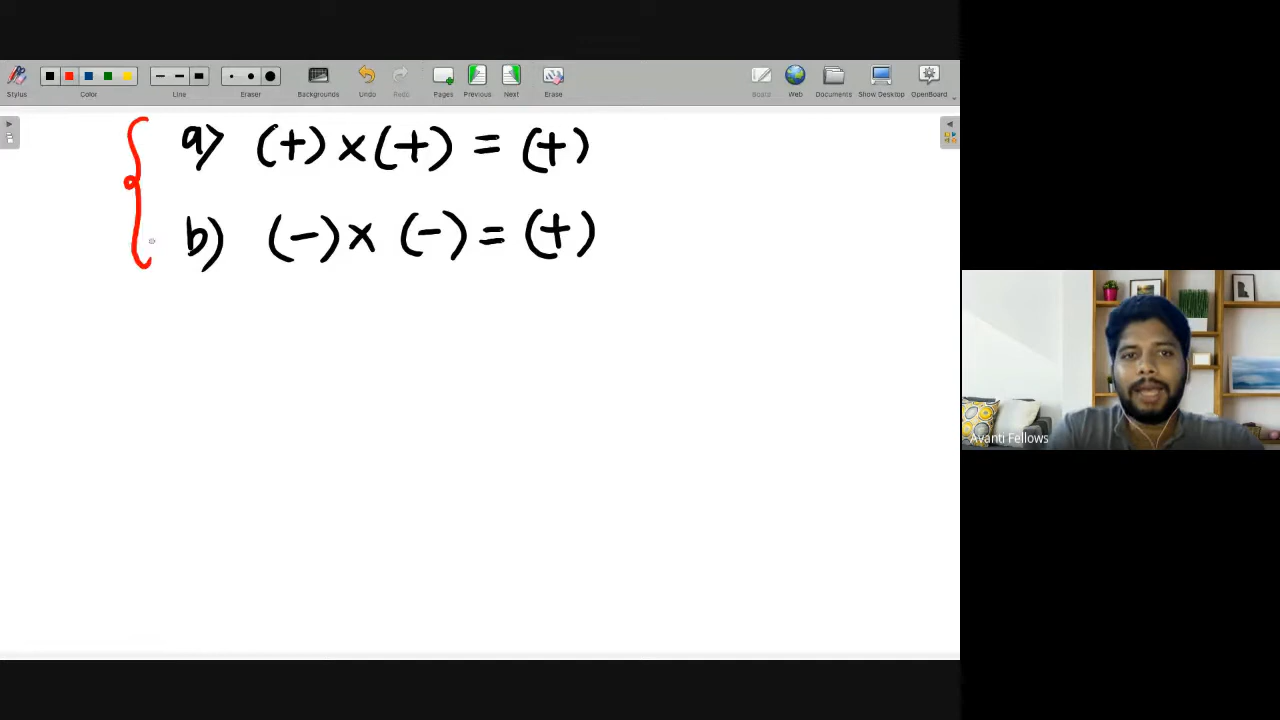 Stylus Color Line Eraser Backgrounds Undo Redo Pages Previous Next Erase Board Web Documents Show Desktop OpenBoard
a) (+) × (+) = (+)
b) (-) × (-) = (+)
Avanti Fellows